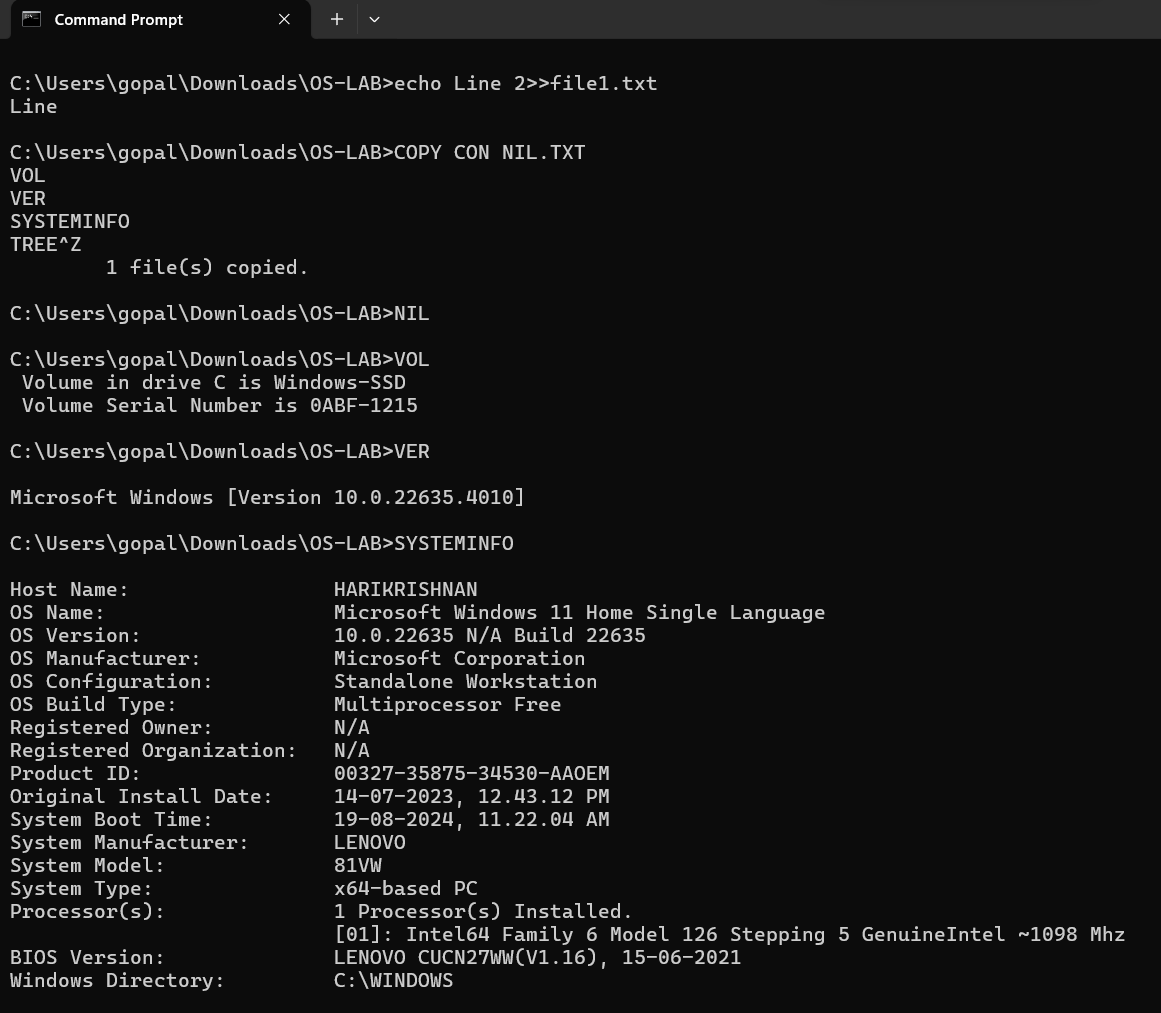 Command Prompt
C:\Users\gopal\Downloads\OS-LAB>echo Line 2>>file1.txt
Line
C:\Users\gopal\Downloads\OS-LAB>COPY CON NIL.TXT
VOL
VER
SYSTEMINFO
TREE^Z
        1 file(s) copied.
C:\Users\gopal\Downloads\OS-LAB>NIL
C:\Users\gopal\Downloads\OS-LAB>VOL
 Volume in drive C is Windows-SSD
 Volume Serial Number is 0ABF-1215
C:\Users\gopal\Downloads\OS-LAB>VER
Microsoft Windows [Version 10.0.22635.4010]
C:\Users\gopal\Downloads\OS-LAB>SYSTEMINFO
Host Name:                 HARIKRISHNAN
OS Name:                   Microsoft Windows 11 Home Single Language
OS Version:                10.0.22635 N/A Build 22635
OS Manufacturer:           Microsoft Corporation
OS Configuration:          Standalone Workstation
OS Build Type:             Multiprocessor Free
Registered Owner:          N/A
Registered Organization:   N/A
Product ID:                00327-35875-34530-AAOEM
Original Install Date:     14-07-2023, 12.43.12 PM
System Boot Time:          19-08-2024, 11.22.04 AM
System Manufacturer:       LENOVO
System Model:              81VW
System Type:               x64-based PC
Processor(s):              1 Processor(s) Installed.
                           [01]: Intel64 Family 6 Model 126 Stepping 5 GenuineIntel ~1098 Mhz
BIOS Version:              LENOVO CUCN27WW(V1.16), 15-06-2021
Windows Directory:         C:\WINDOWS